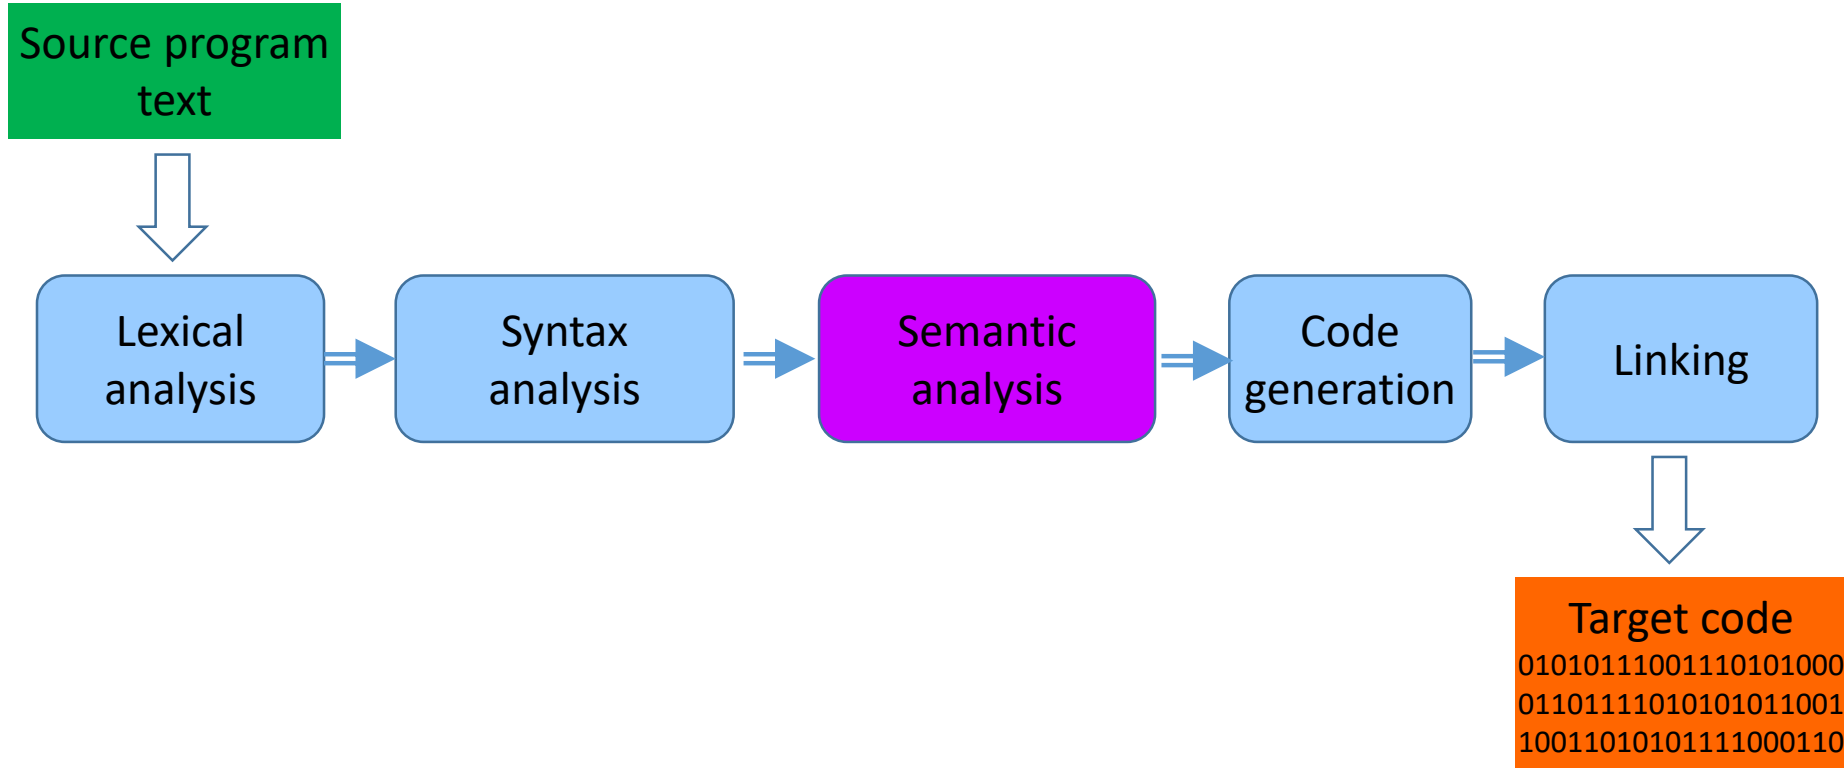 Source program
text
Lexical
analysis
Syntax
analysis
Semantic
analysis
Code
generation
Linking
Target code
01010111001110101000
01101111010101011001
10011010101111000110